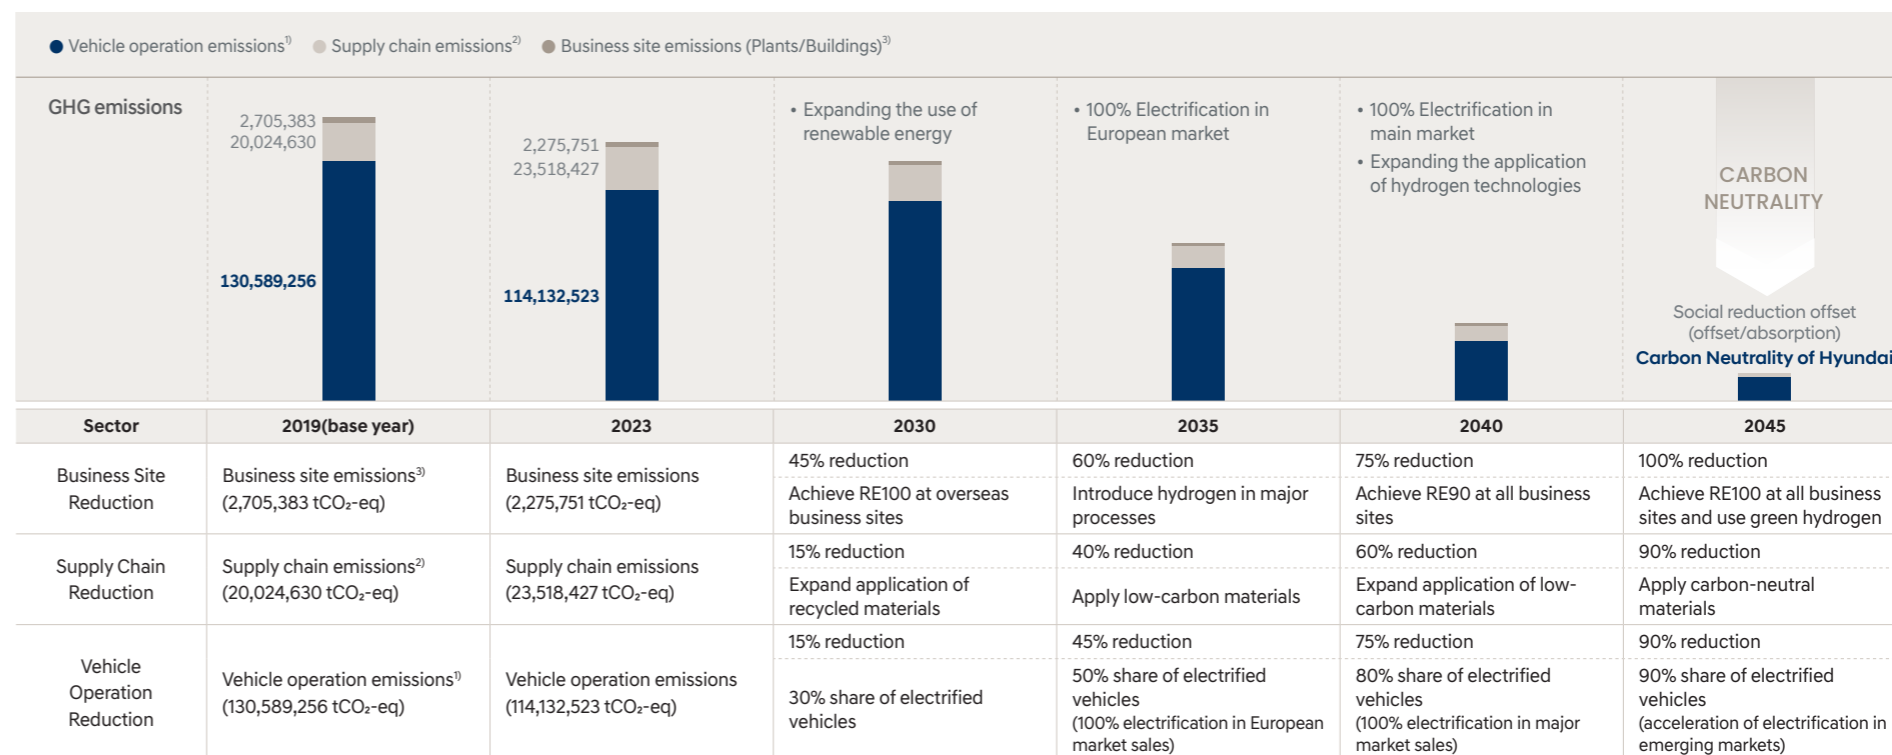 Vehicle operation emissions1) Supply chain emissions2) Business site emissions (Plants/Buildings)3)
GHG emissions
2,705,383
20,024,630
130,589,256
2,275,751
23,518,427
114,132,523
• Expanding the use of
renewable energy
• 100% Electrification in
European market
• 100% Electrification in
main market
• Expanding the application
of hydrogen technologies
CARBON
NEUTRALITY
Social reduction offset
(offset/absorption)
Carbon Neutrality of Hyundai
Sector 2019(base year) 2023 2030 2035 2040 2045
Business Site
Reduction
Business site emissions3)
(2,705,383 tCO₂-eq)
Business site emissions
(2,275,751 tCO₂-eq)
45% reduction
Achieve RE100 at overseas
business sites
60% reduction
Introduce hydrogen in major
processes
75% reduction
Achieve RE90 at all business
sites
100% reduction
Achieve RE100 at all business
sites and use green hydrogen
Supply Chain
Reduction
Supply chain emissions2)
(20,024,630 tCO₂-eq)
Supply chain emissions
(23,518,427 tCO₂-eq)
15% reduction
Expand application of
recycled materials
40% reduction
Apply low-carbon materials
60% reduction
Expand application of low-
carbon materials
90% reduction
Apply carbon-neutral
materials
Vehicle
Operation
Reduction
Vehicle operation emissions1)
(130,589,256 tCO₂-eq)
Vehicle operation emissions
(114,132,523 tCO₂-eq)
15% reduction
30% share of electrified
vehicles
45% reduction
50% share of electrified
vehicles
(100% electrification in European
market sales)
75% reduction
80% share of electrified
vehicles
(100% electrification in major
market sales)
90% reduction
90% share of electrified
vehicles
(acceleration of electrification in
emerging markets)